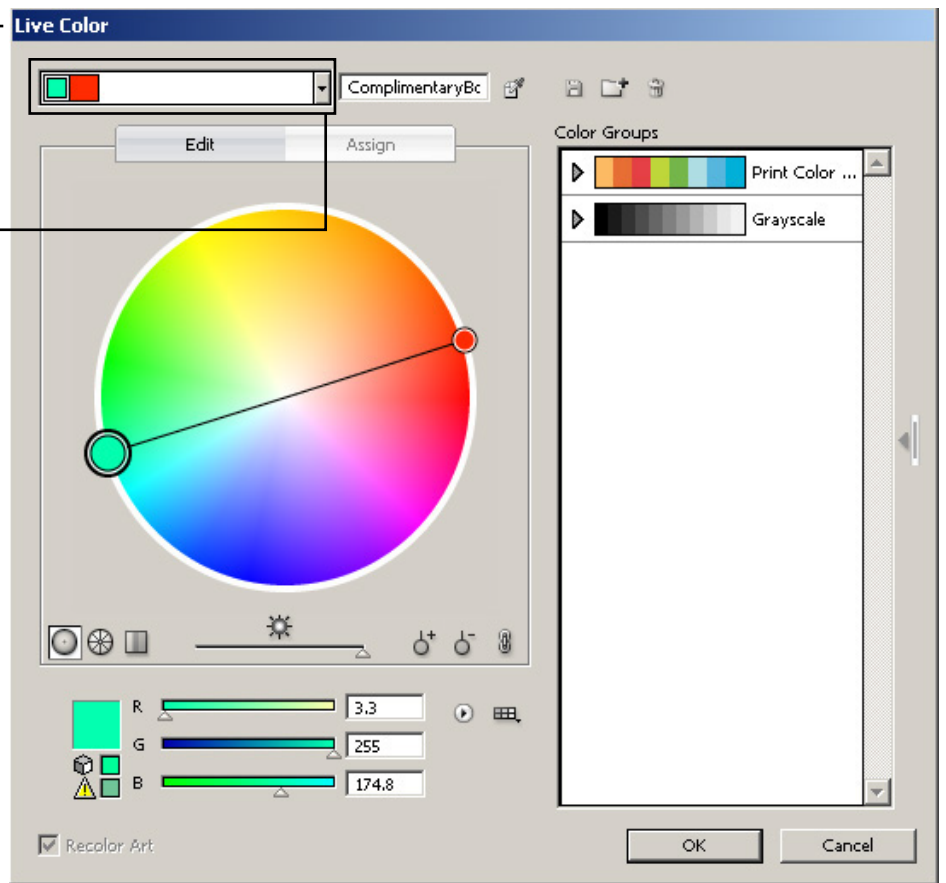 Live Color
ComplimentaryBc
Edit
Assign
Color Groups
Print Color ...
Grayscale
R
3.3
G
255
B
174.8
Recolor Art
OK
Cancel